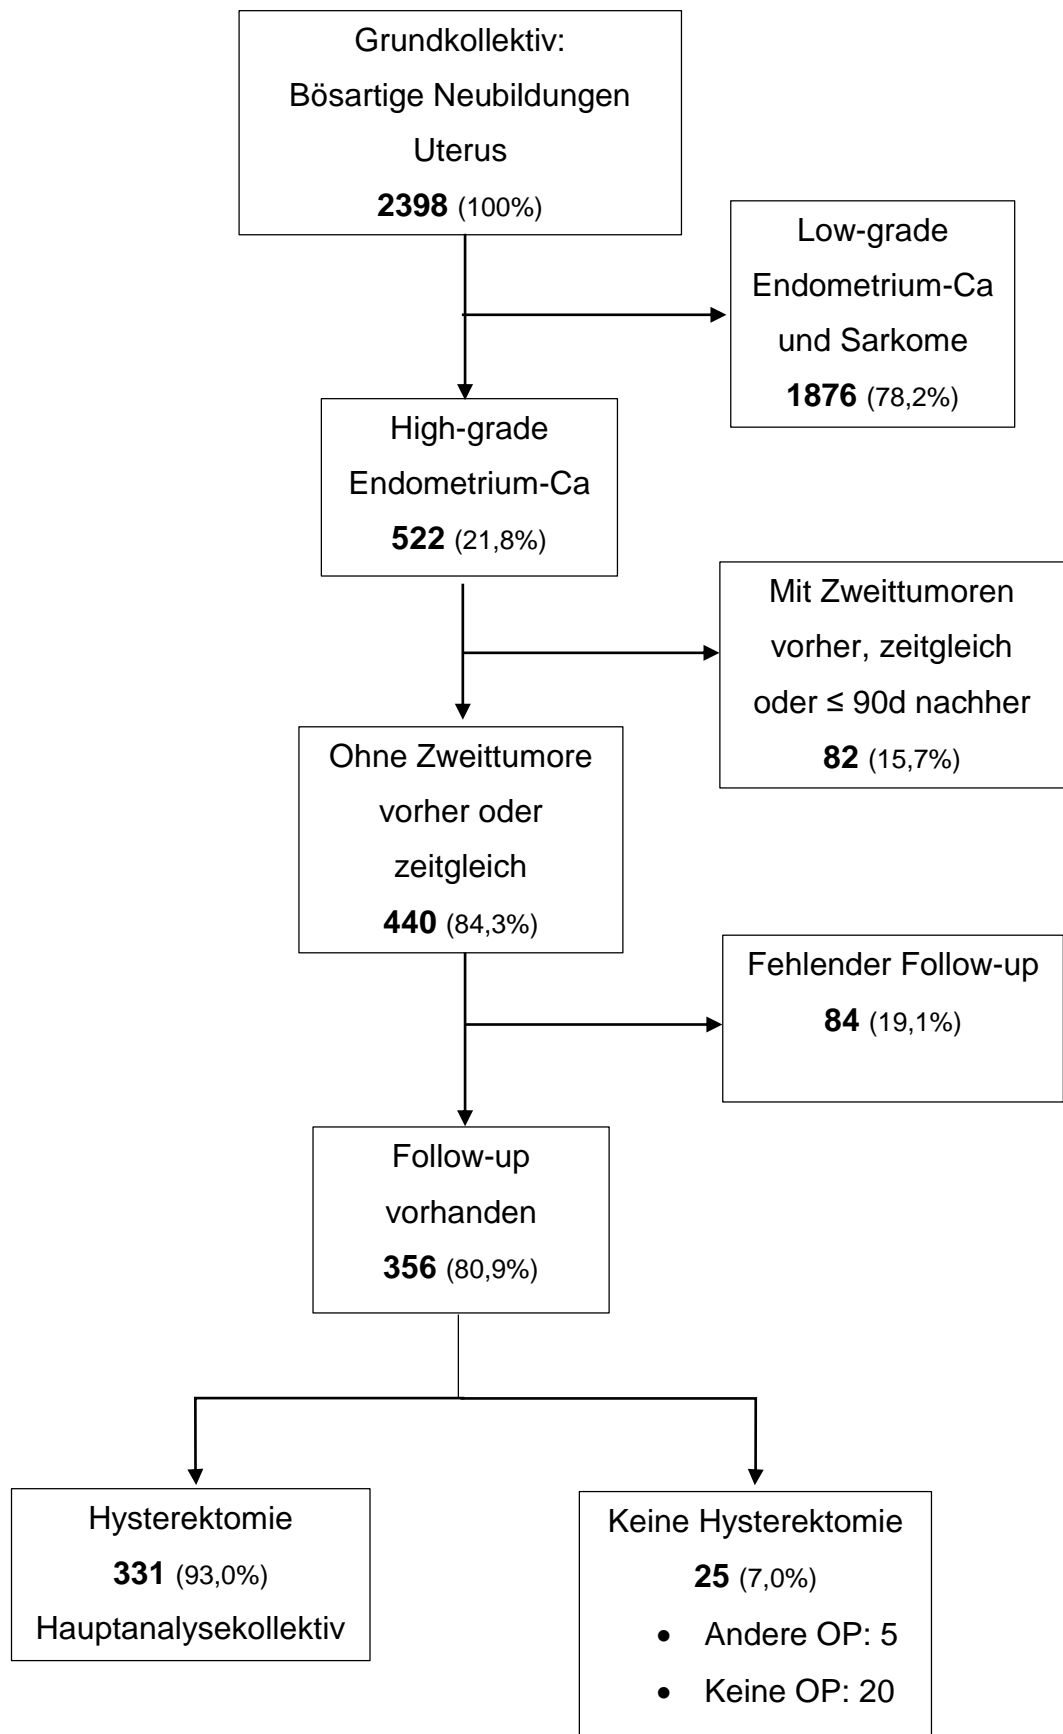 Grundkollektiv:
Bösartige Neubildungen
Uterus
2398 (100%)
Low-grade
Endometrium-Ca
und Sarkome
1876 (78,2%)
High-grade
Endometrium-Ca
522 (21,8%)
Mit Zweittumoren
vorher, zeitgleich
oder ≤ 90d nachher
82 (15,7%)
Ohne Zweittumore
vorher oder
zeitgleich
440 (84,3%)
Fehlender Follow-up
84 (19,1%)
Follow-up
vorhanden
356 (80,9%)
Hysterektomie
331 (93,0%)
Hauptanalysekollektiv
Keine Hysterektomie
25 (7,0%)
• Andere OP: 5
• Keine OP: 20